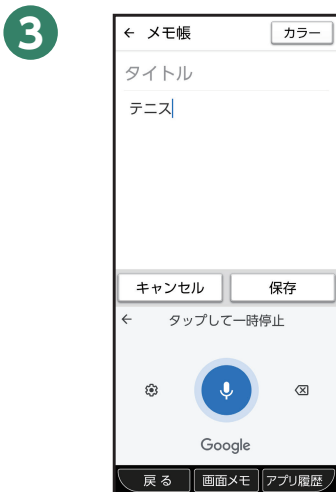 3
メモ帳 カラー
タイトル
テニス
キャンセル 保存
タップして一時停止
Google
戻る 画面メモ アプリ履歴